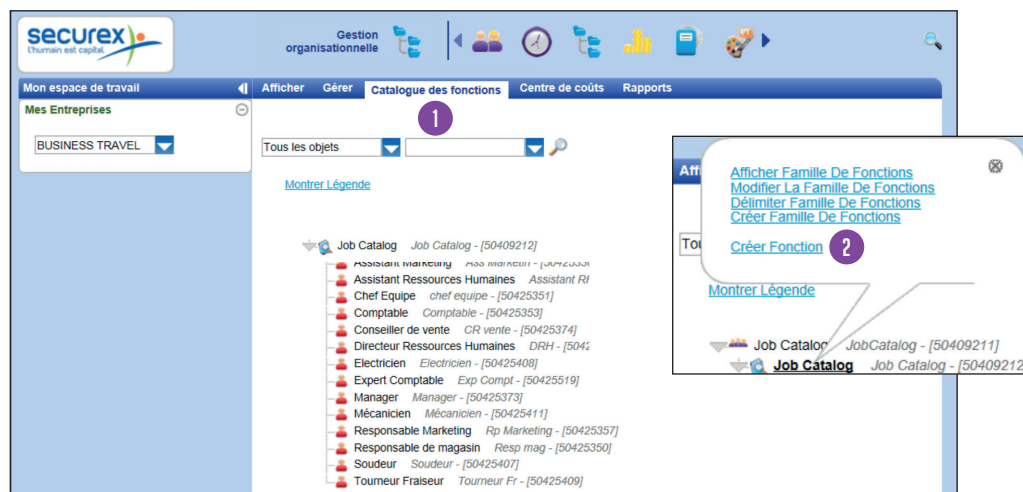 securex
l'humain est capital
Gestion
organisationnelle
Mon espace de travail
Afficher Gérer Catalogue des fonctions Centre de coûts Rapports
Mes Entreprises
1
BUSINESS TRAVEL
Tous les objets
Montrer Légende
Job Catalog Job Catalog - [50409212]
Assistant Marketing Ass Marketin
Assistant Ressources Humaines Assistant
Chef Equipe chef equipe - [50425351]
Comptable Comptable - [50425353]
Conseiller de vente CR vente - [50425374]
Directeur Ressources Humaines DRH - [5042
Electricien Electricien - [50425408]
Expert Comptable Exp Compt - [50425519]
Manager Manager - [50425373]
Mécanicien Mécanicien - [50425411]
Responsable Marketing Rp Marketing - [50425357]
Responsable de magasin Resp mag - [50425350]
Soudeur Soudeur - [50425407]
Tourneur Fraiseur Tourneur Fr - [50425409]
Aff
Afficher Famille De Fonctions
Modifier La Famille De Fonctions
Délimiter Famille De Fonctions
Créer Famille De Fonctions
Créer Fonction 2
Montrer Légende
Job Catalog JobCatalog - [50409211]
Job Catalog Job Catalog - [50409212